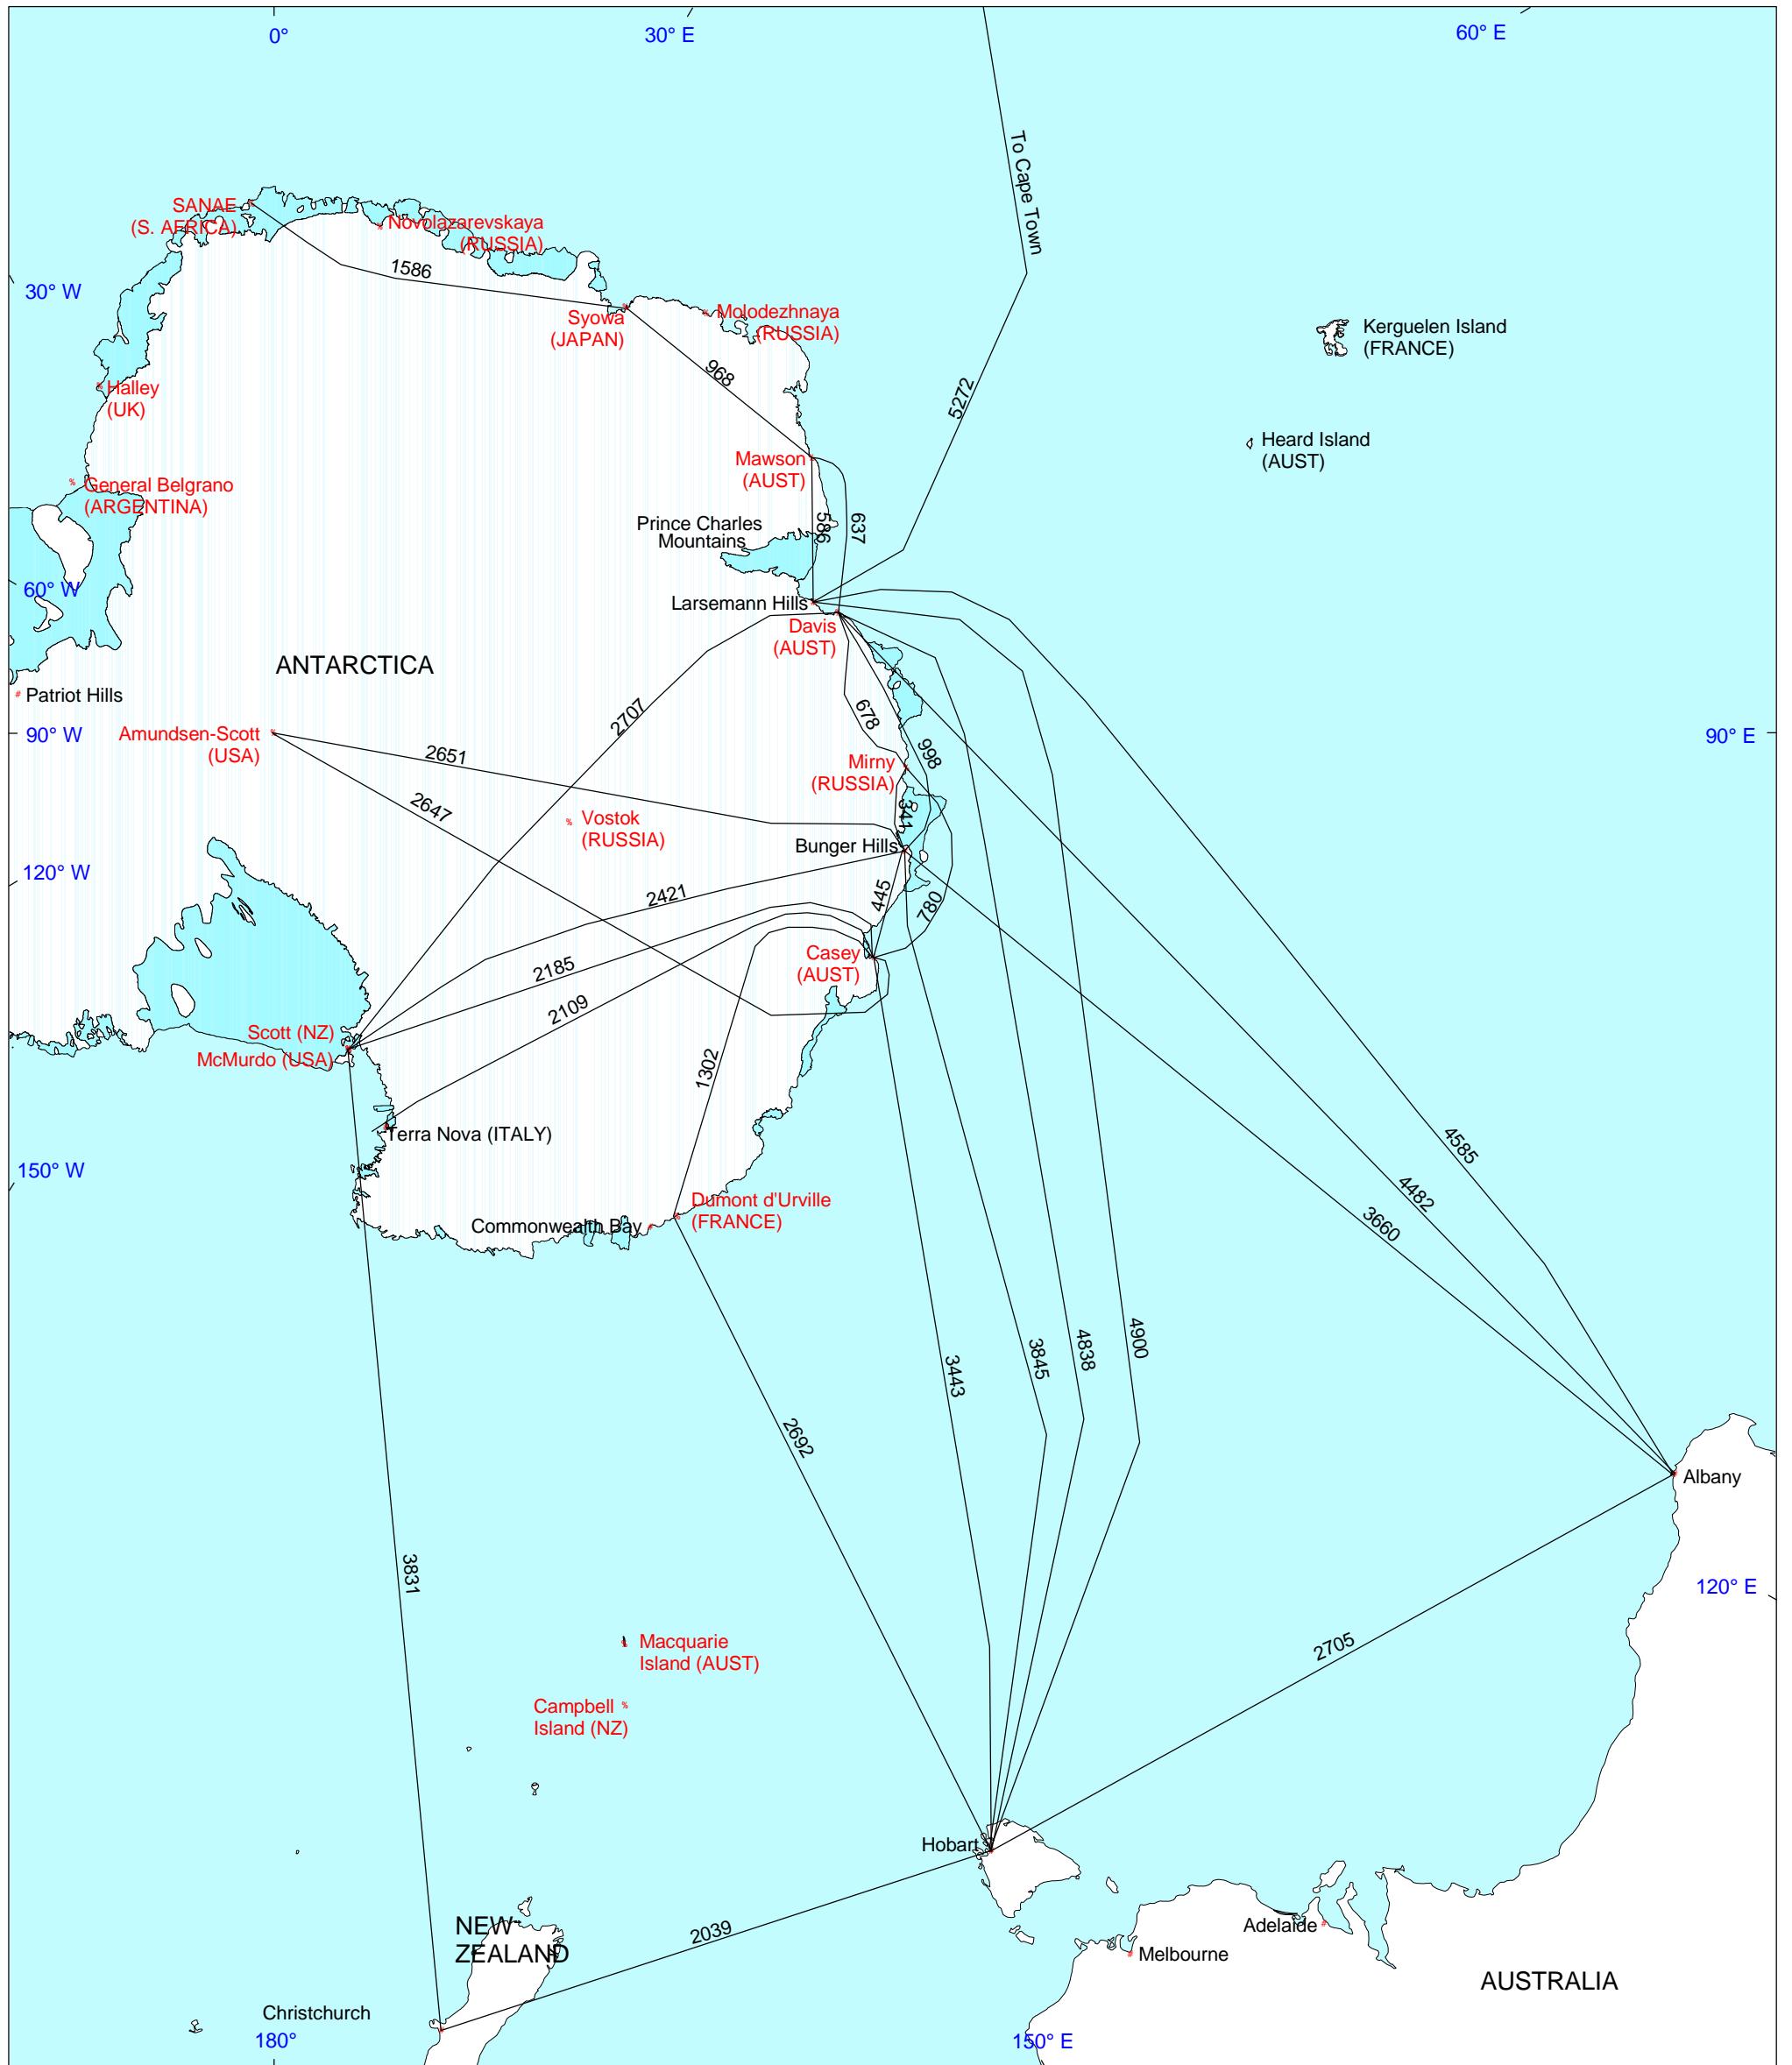 0°
30° E
60° E
To Cape Town
SANAE
(S. AFRICA)
Novolazarevskaya
(RUSSIA)
1586
30° W
Syowa
(JAPAN)
Molodezhnaya
(RUSSIA)
Kerguelen Island
(FRANCE)
968
5272
Halley
(UK)
Heard Island
(AUST)
Mawson
(AUST)
General Belgrano
(ARGENTINA)
Prince Charles
Mountains
586
637
60° W
Larsemann Hills
Davis
(AUST)
ANTARCTICA
Patriot Hills
2707
678
90° W
Amundsen-Scott
(USA)
2651
998
90° E
Mirny
(RUSSIA)
2647
Vostok
(RUSSIA)
341
Bunger Hills
120° W
2421
445
780
Casey
(AUST)
2185
2109
Scott (NZ)
McMurdo (USA)
1302
Terra Nova (ITALY)
150° W
4585
4482
3660
Dumont d'Urville
(FRANCE)
Commonwealth Bay
3443
3845
4838
4900
2692
Albany
3831
120° E
2705
Macquarie
Island (AUST)
Campbell
Island (NZ)
Hobart
NEW
ZEALAND
2039
Adelaide
Melbourne
AUSTRALIA
Christchurch
180°
150° E